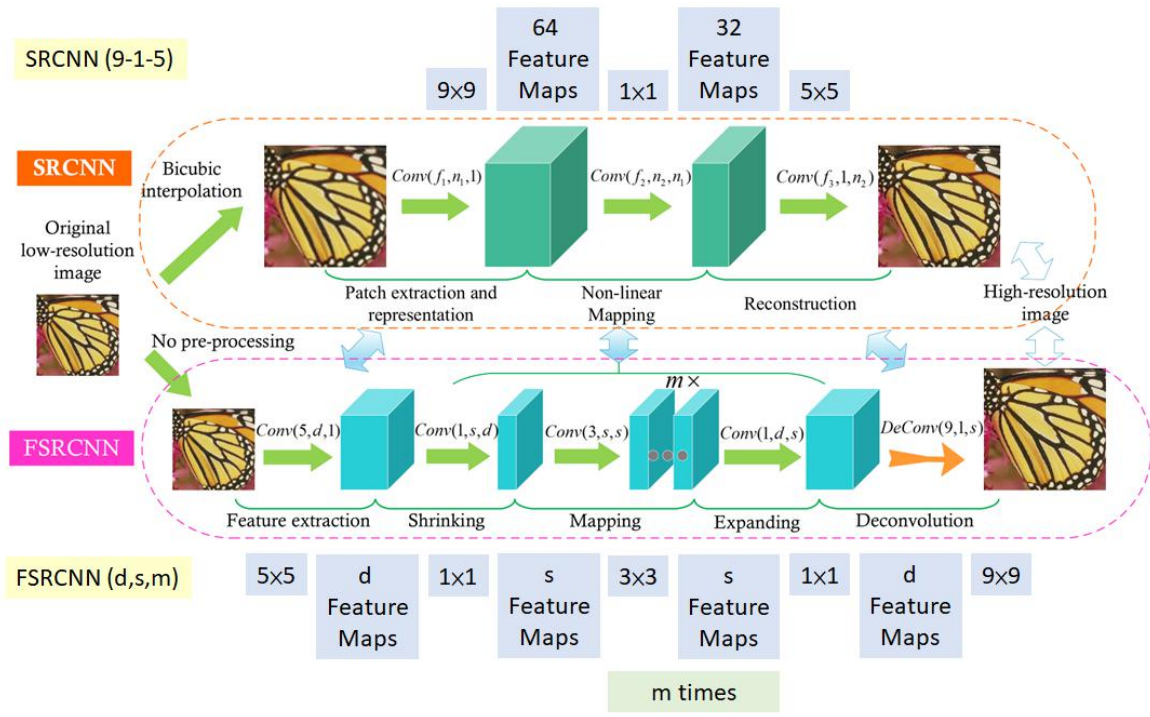 SRCNN (9-1-5)
64
Feature
Maps
32
Feature
Maps
9×9
1×1
5×5
SRCNN
Bicubic
interpolation
Conv(f₁,n₁,1)
Conv(f₂,n₂,n₁)
Conv(f₃,1,n₂)
Original
low-resolution
image
Patch extraction and
representation
Non-linear
Mapping
Reconstruction
High-resolution
image
No pre-processing
m×
FSRCNN
Conv(5,d,1)
Conv(1,s,d)
Conv(3,s,s)
Conv(1,d,s)
DeConv(9,1,s)
Feature extraction
Shrinking
Mapping
Expanding
Deconvolution
FSRCNN (d,s,m)
5×5
d
Feature
Maps
1×1
s
Feature
Maps
3×3
s
Feature
Maps
1×1
d
Feature
Maps
9×9
m times